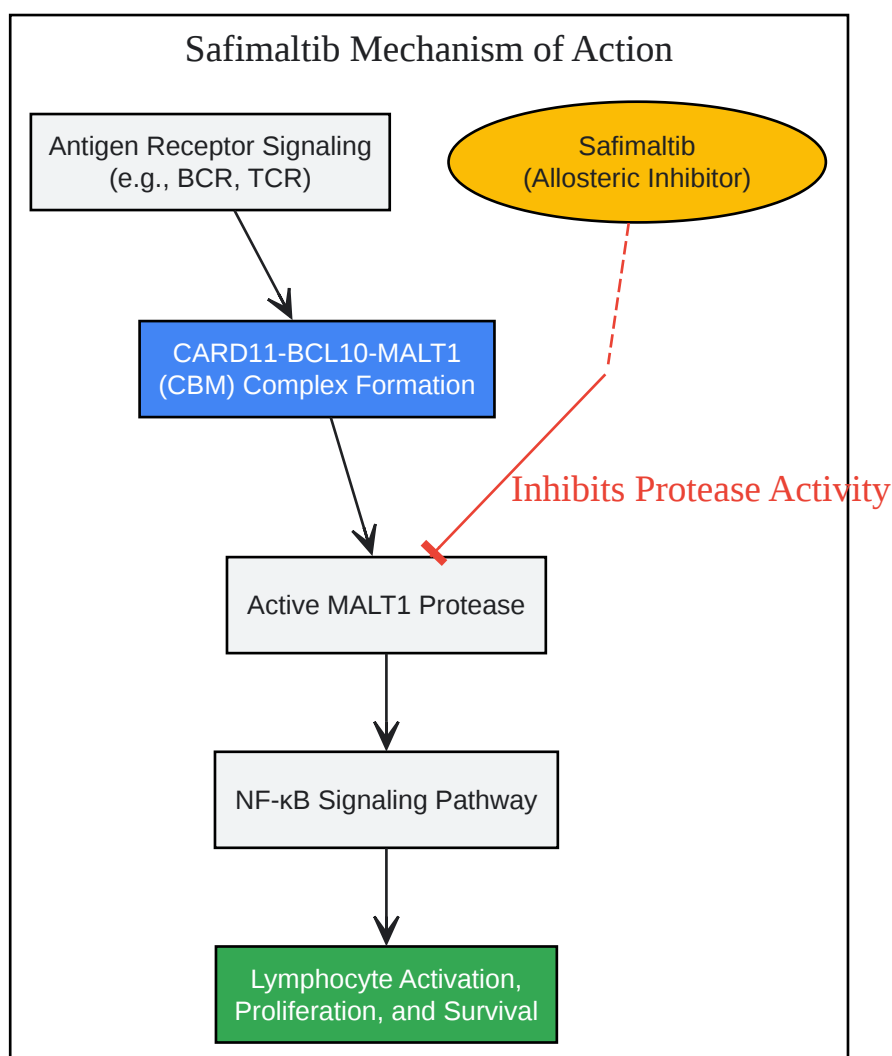 Safimaltib Mechanism of Action
Antigen Receptor Signaling
(e.g., BCR, TCR)
Safimaltib
(Allosteric Inhibitor)
CARD11-BCL10-MALT1
(CBM) Complex Formation
Inhibits Protease Activity
Active MALT1 Protease
NF-κB Signaling Pathway
Lymphocyte Activation,
Proliferation, and Survival